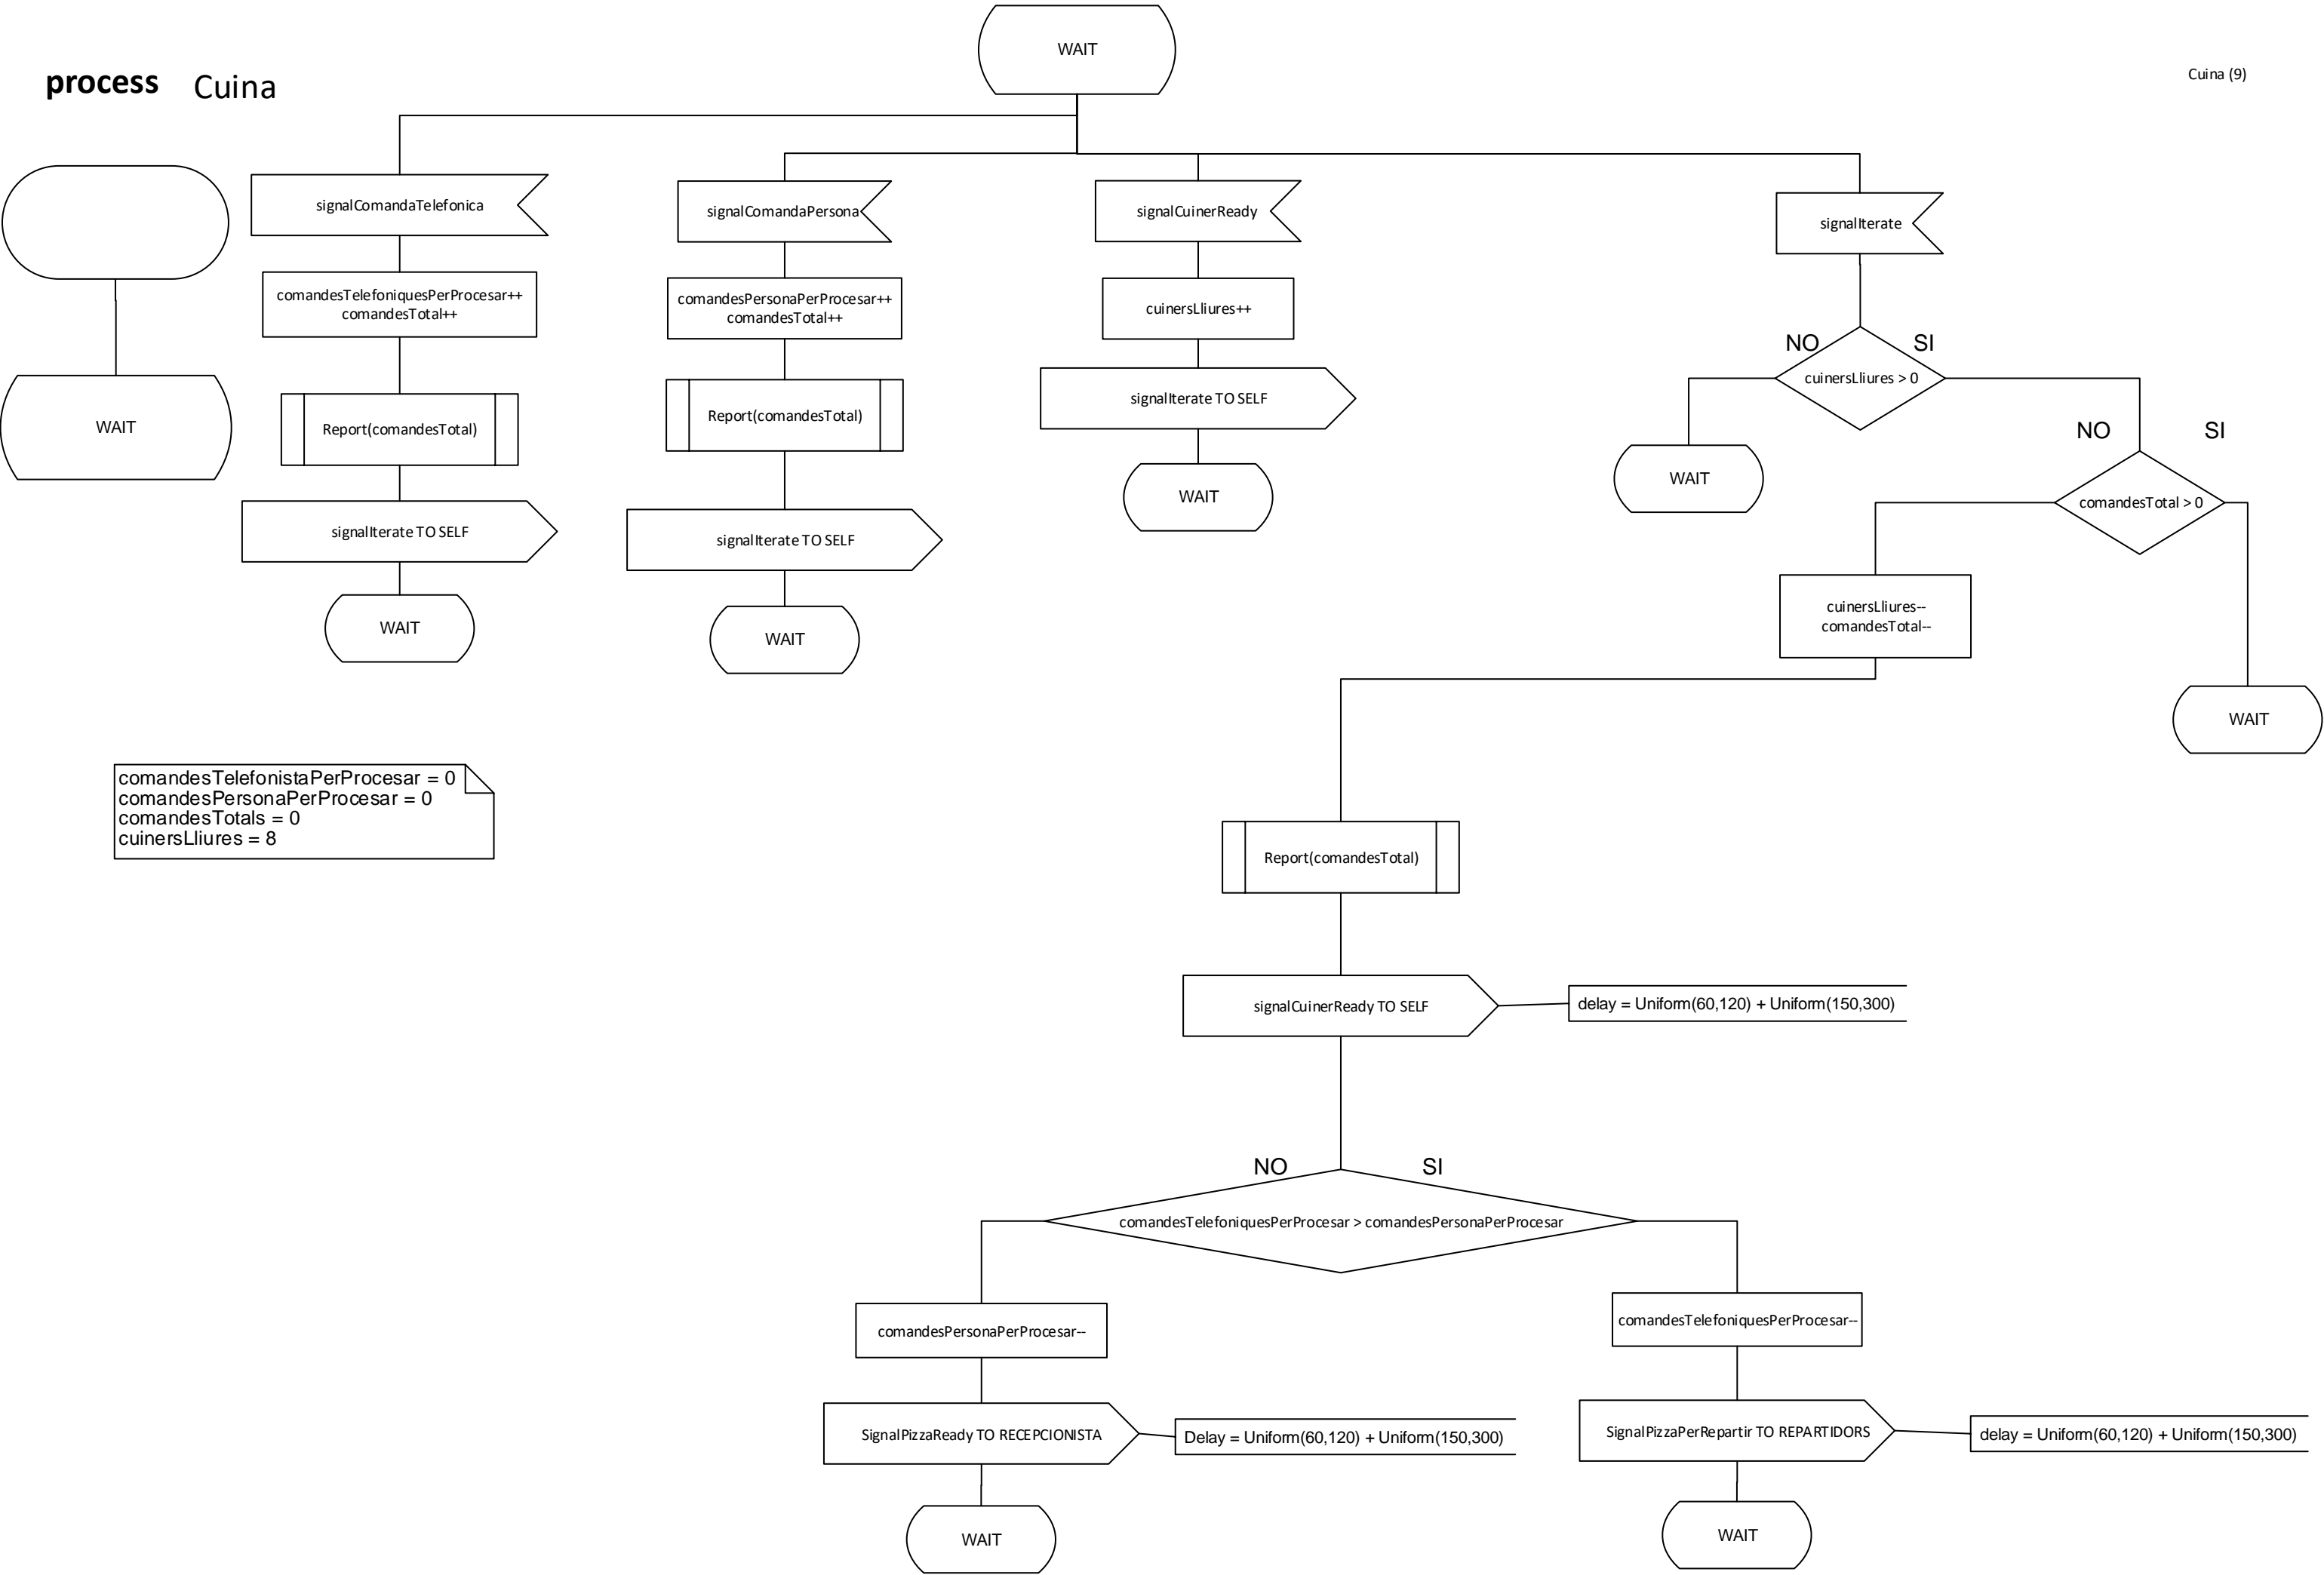 WAIT
process Cuina
Cuina (9)
signalComandaTelefonica
signalComandaPersona
signalCuinerReady
signalIterate
comandesTelefoniquesPerProcesar++
comandesTotal++
comandesPersonaPerProcesar++
comandesTotal++
cuinersLliures++
NO
SI
cuinersLliures > 0
WAIT
Report(comandesTotal)
Report(comandesTotal)
signalIterate TO SELF
NO
SI
WAIT
WAIT
comandesTotal > 0
signalIterate TO SELF
signalIterate TO SELF
cuinersLliures--
comandesTotal--
WAIT
WAIT
WAIT
comandesTelefonistaPerProcesar = 0
comandesPersonaPerProcesar = 0
comandesTotals = 0
cuinersLliures = 8
Report(comandesTotal)
signalCuinerReady TO SELF
delay = Uniform(60,120) + Uniform(150,300)
NO
SI
comandesTelefoniquesPerProcesar > comandesPersonaPerProcesar
comandesPersonaPerProcesar--
comandesTelefoniquesPerProcesar--
SignalPizzaReady TO RECEPCIONISTA
Delay = Uniform(60,120) + Uniform(150,300)
SignalPizzaPerRepartir TO REPARTIDORS
delay = Uniform(60,120) + Uniform(150,300)
WAIT
WAIT